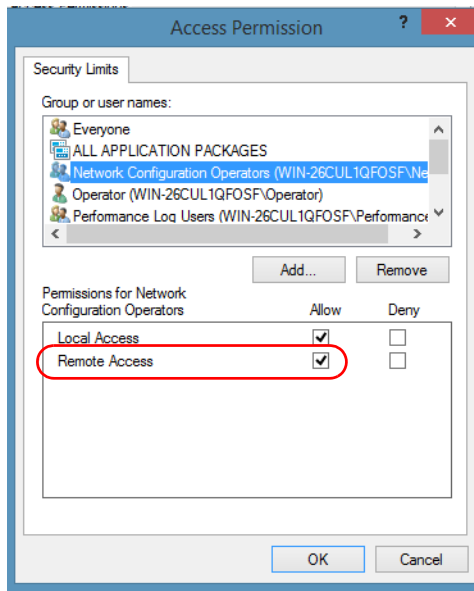 Access Permission
?
×
Security Limits
Group or user names:
Everyone
ALL APPLICATION PACKAGES
Network Configuration Operators (WIN-26CUL1QFOSF\Ne
Operator (WIN-26CUL1QFOSF\Operator)
Performance Log Users (WIN-26CUL1QFOSF\Performance
Add... Remove
Permissions for Network
Configuration Operators Allow Deny
Local Access
Remote Access
OK Cancel